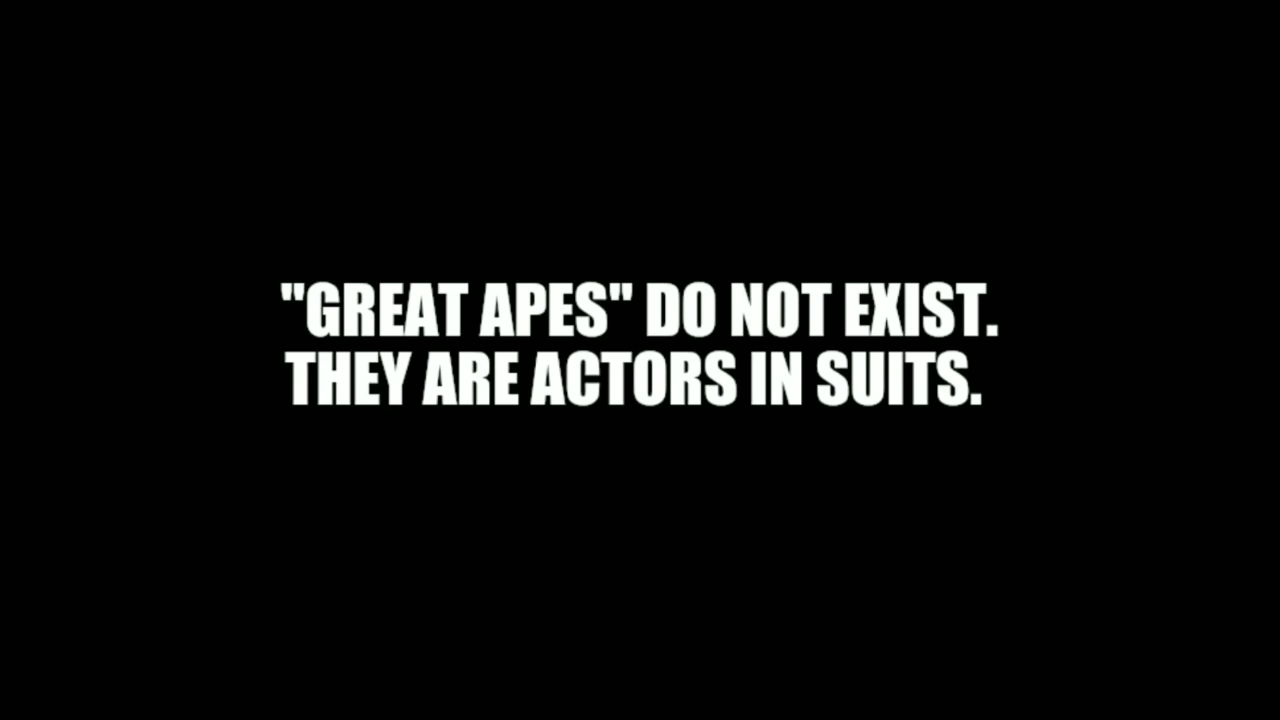 "GREAT APES" DO NOT EXIST.
THEY ARE ACTORS IN SUITS.